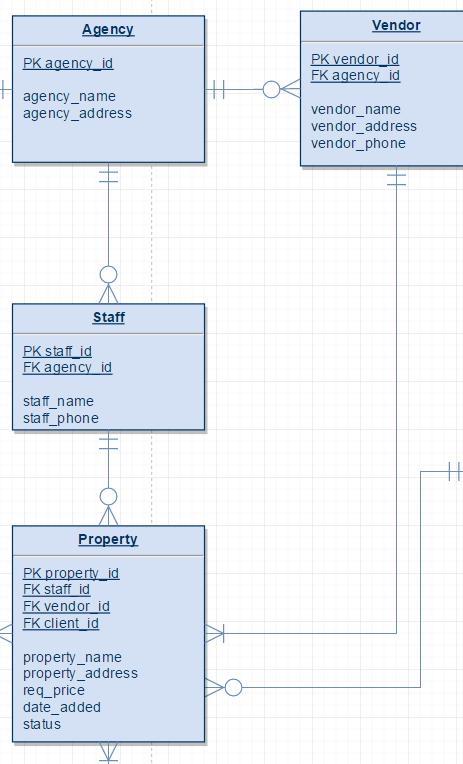 Agency
PK agency_id
agency_name
agency_address
Vendor
PK vendor_id
FK agency_id
vendor_name
vendor_address
vendor_phone
Staff
PK staff_id
FK agency_id
staff_name
staff_phone
Property
PK property_id
FK staff_id
FK vendor_id
FK client_id
property_name
property_address
req_price
date_added
status